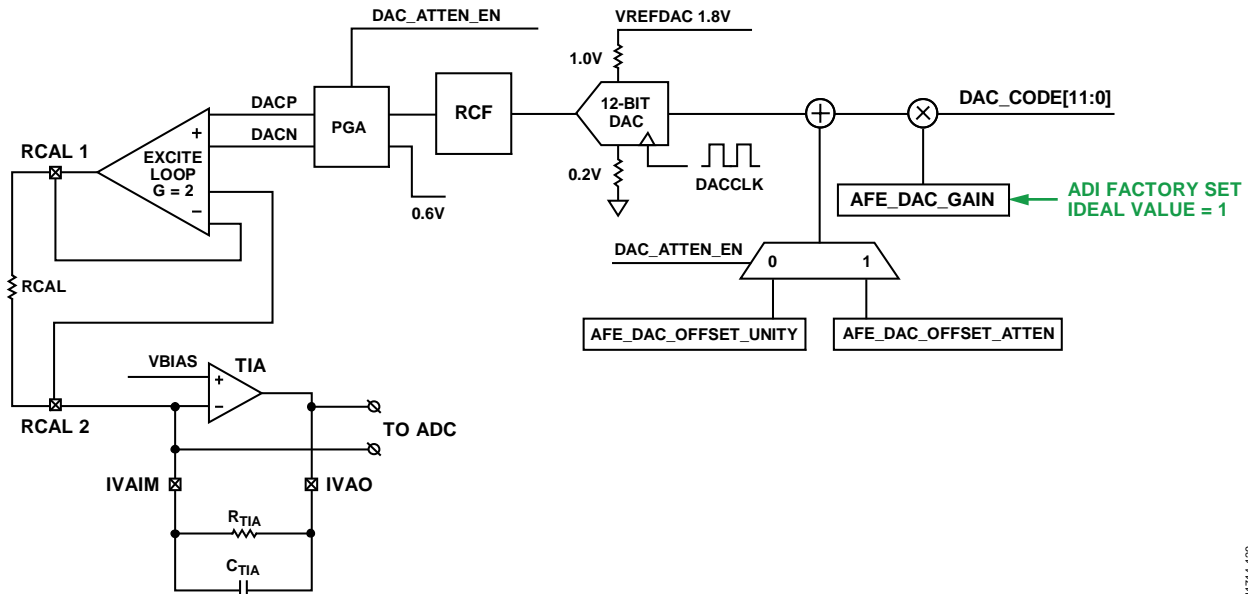 DAC_ATTEN_EN
VREFDAC 1.8V
1.0V
DACP
DACN
PGA
RCF
12-BIT
DAC
DAC_CODE[11:0]
RCAL 1
+
EXCITE
LOOP
G = 2
−
0.6V
0.2V
DACCLK
+
×
AFE_DAC_GAIN
ADI FACTORY SET
IDEAL VALUE = 1
DAC_ATTEN_EN
0
1
RCAL
AFE_DAC_OFFSET_UNITY
AFE_DAC_OFFSET_ATTEN
VBIAS
TIA
+
−
RCAL 2
TO ADC
IVAIM
IVAO
RTIA
CTIA